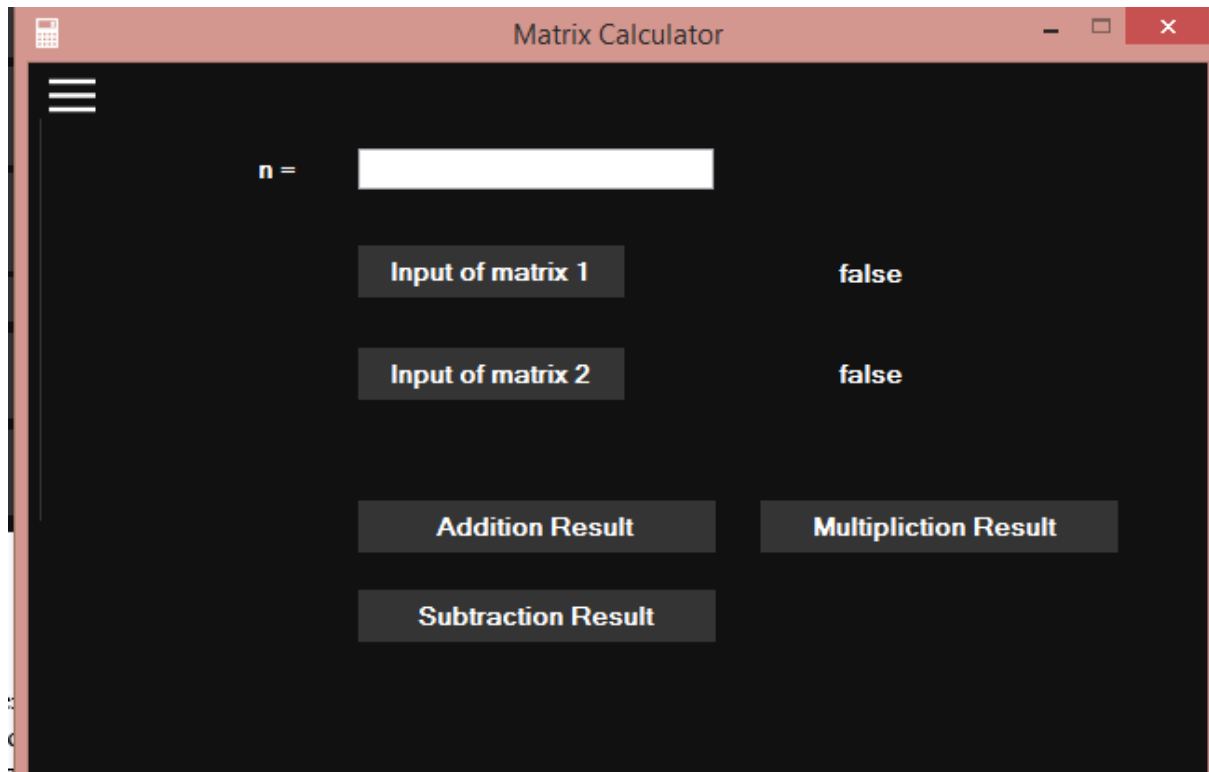 Matrix Calculator
n =
Input of matrix 1
false
Input of matrix 2
false
Addition Result
Multipliction Result
Subtraction Result